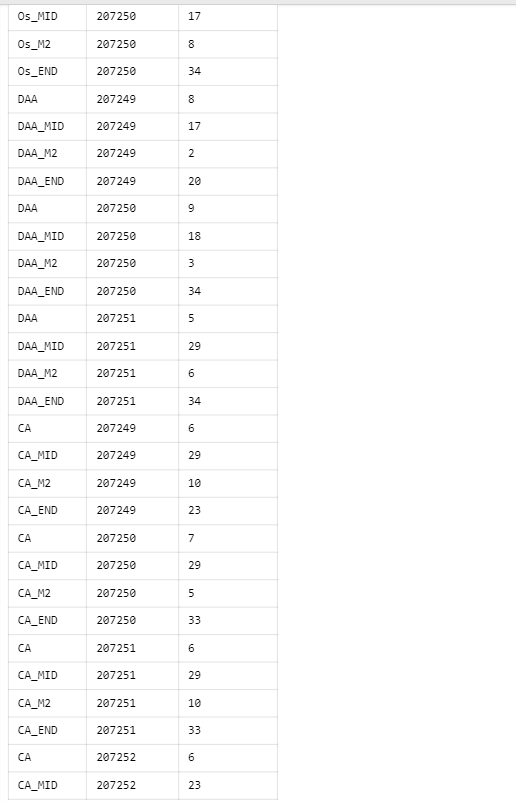 Os_MID 207250 17
Os_M2 207250 8
Os_END 207250 34
DAA 207249 8
DAA_MID 207249 17
DAA_M2 207249 2
DAA_END 207249 20
DAA 207250 9
DAA_MID 207250 18
DAA_M2 207250 3
DAA_END 207250 34
DAA 207251 5
DAA_MID 207251 29
DAA_M2 207251 6
DAA_END 207251 34
CA 207249 6
CA_MID 207249 29
CA_M2 207249 10
CA_END 207249 23
CA 207250 7
CA_MID 207250 29
CA_M2 207250 5
CA_END 207250 33
CA 207251 6
CA_MID 207251 29
CA_M2 207251 10
CA_END 207251 33
CA 207252 6
CA_MID 207252 23